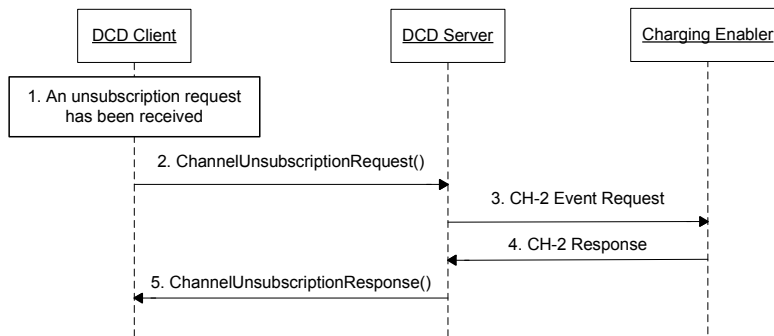 DCD Client
DCD Server
Charging Enabler
1. An unsubscription request
has been received
2. ChannelUnsubscriptionRequest()
3. CH-2 Event Request
4. CH-2 Response
5. ChannelUnsubscriptionResponse()